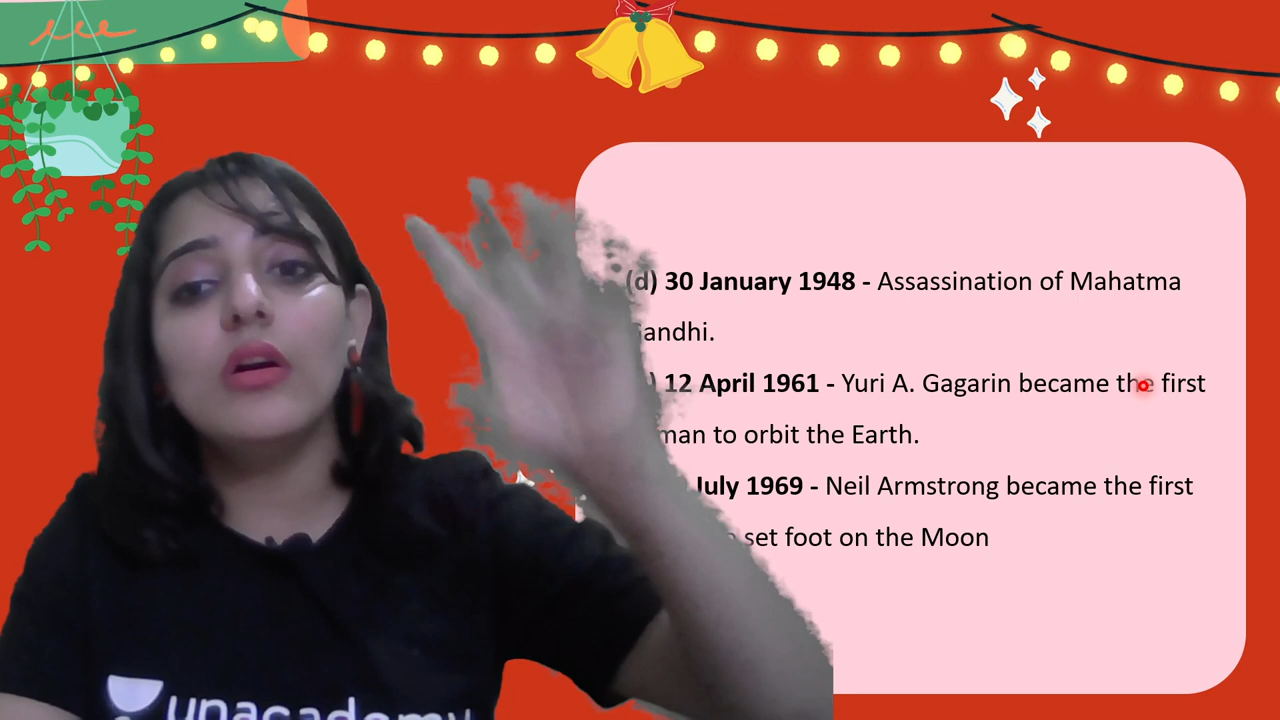 (d) 30 January 1948 - Assassination of Mahatma
Gandhi.
12 April 1961 - Yuri A. Gagarin became the first
man to orbit the Earth.
July 1969 - Neil Armstrong became the first
set foot on the Moon
unacademy